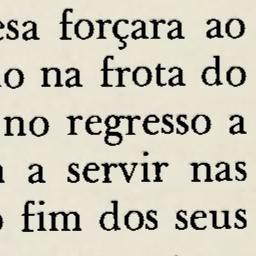 esa forçara ao
o na frota do
no regresso a
a servir nas
fim dos seus